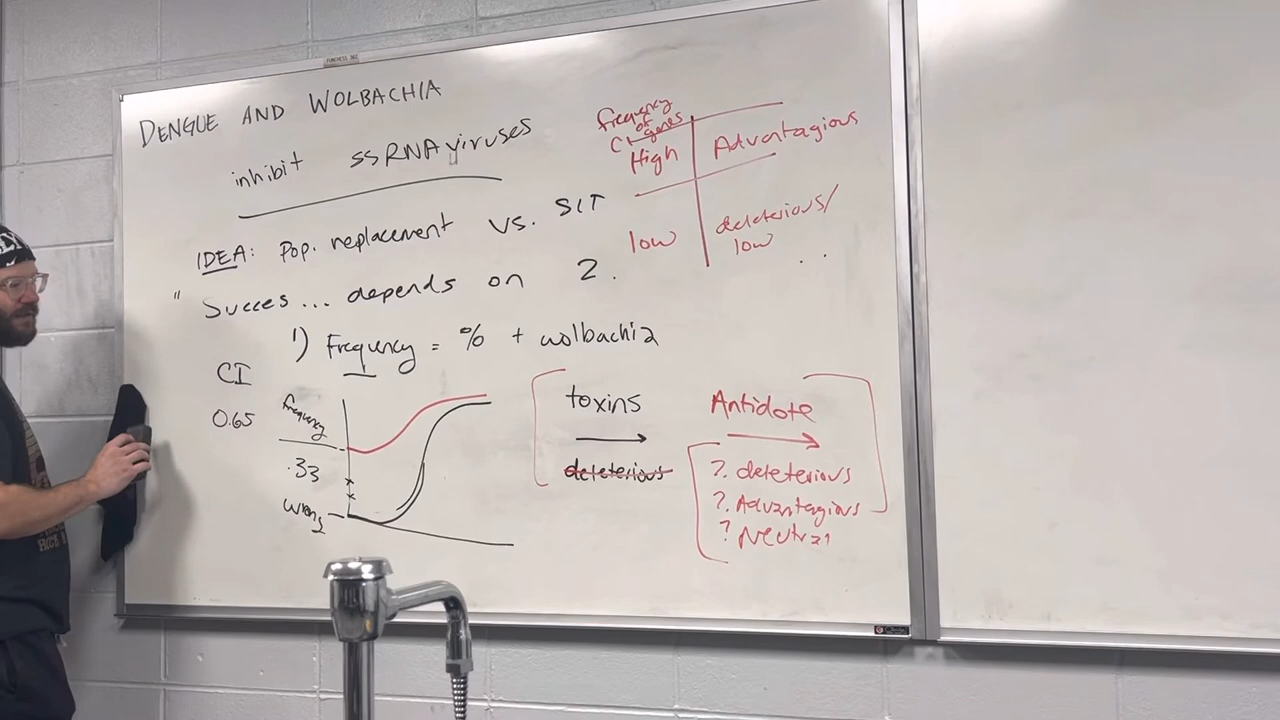 DENGUE AND WOLBACHIA
inhibit ssRNA viruses
IDEA: Pop. replacement vs. SIT
" Succes... depends on 2.
1) Frequency = % + wolbachia
CI
0.65
frequency
.33
wrong
toxins
deleterious
Antidote
?. deleterious
?. Advantagious
? Neutral
frequency
of
CI genes
High
Advantagious
low
deleterious/
low